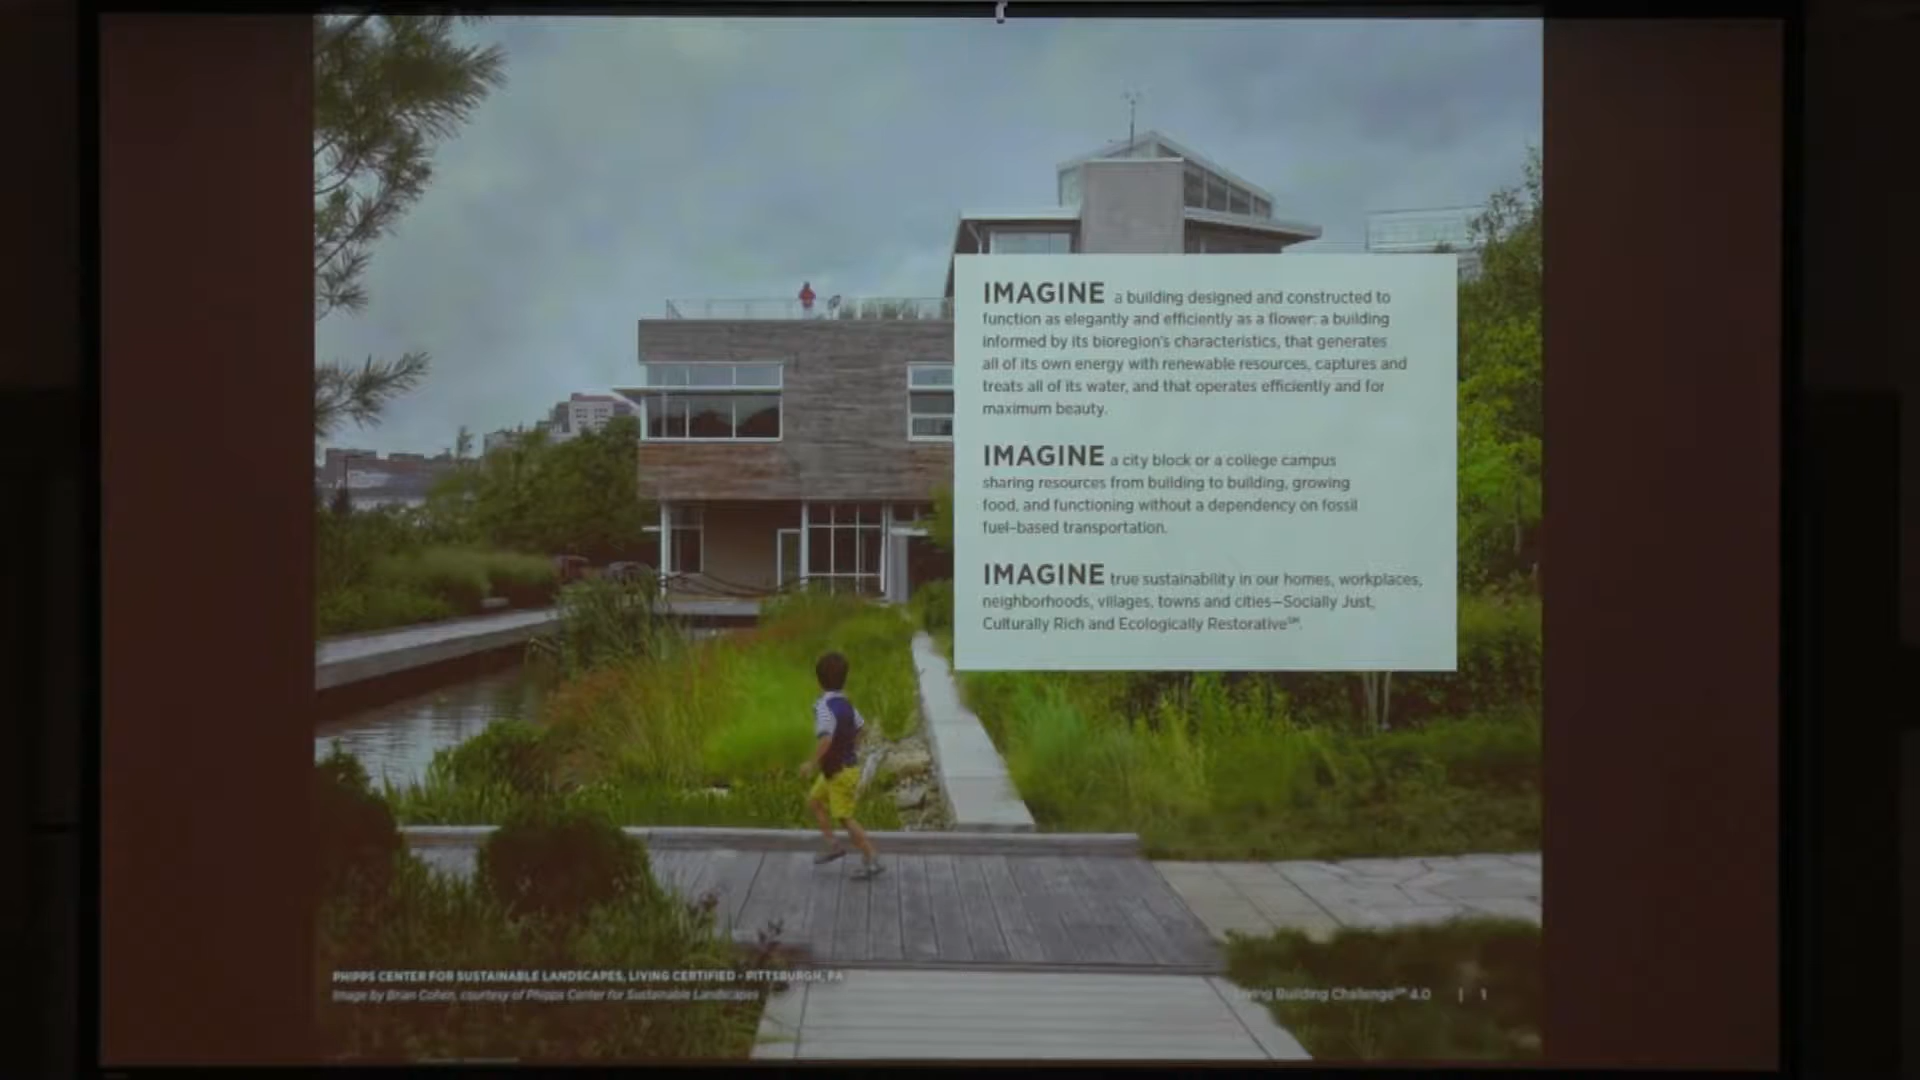 IMAGINE a building designed and constructed to
function as elegantly and efficiently as a flower: a building
informed by its bioregion's characteristics, that generates
all of its own energy with renewable resources, captures and
treats all of its water, and that operates efficiently and for
maximum beauty.
IMAGINE a city block or a college campus
sharing resources from building to building, growing
food, and functioning without a dependency on fossil
fuel-based transportation.
IMAGINE true sustainability in our homes, workplaces,
neighborhoods, villages, towns and cities—Socially Just,
Culturally Rich and Ecologically Restorative℠.
PHIPPS CENTER FOR SUSTAINABLE LANDSCAPES, LIVING CERTIFIED - PITTSBURGH, PA
Image by Brian Cohen, courtesy of Phipps Center for Sustainable Landscapes
Living Building Challenge℠ 4.0 | 1